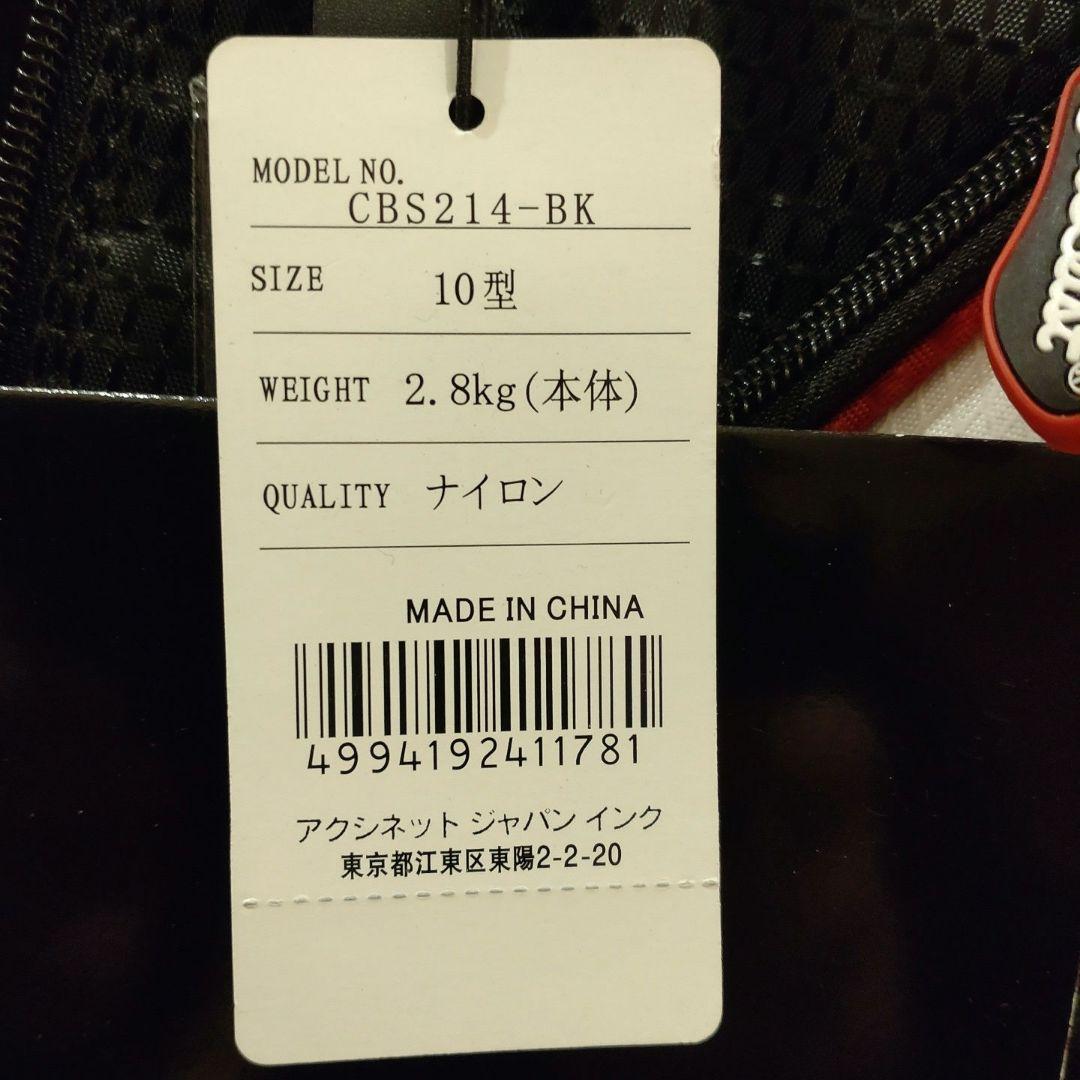 MODEL NO.
CBS214-BK
SIZE 10型
WEIGHT 2.8kg(本体)
QUALITY ナイロン
MADE IN CHINA
4994192411781
アクシネット ジャパン インク
東京都江東区東陽2-2-20